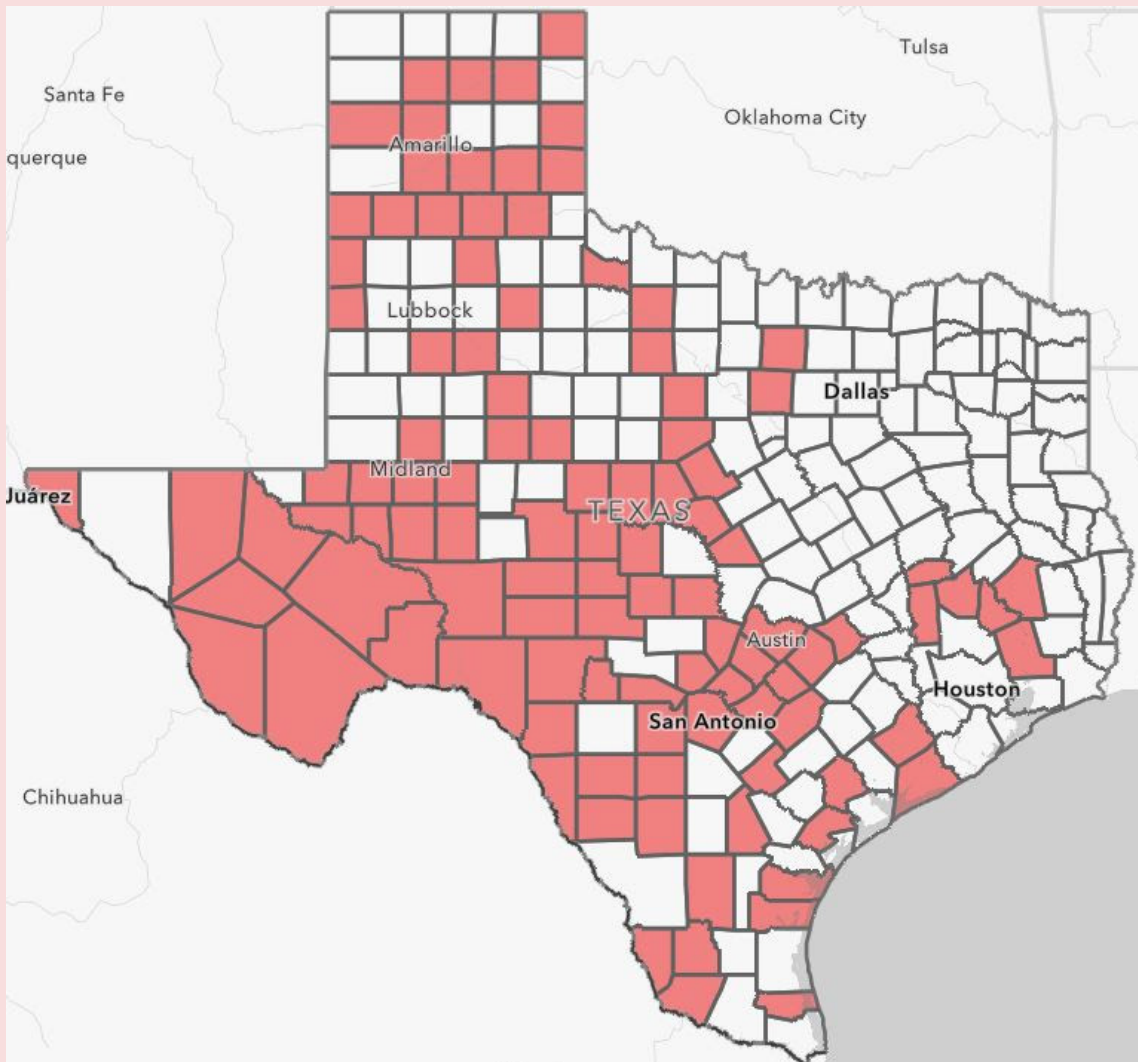 Tulsa
Santa Fe
Oklahoma City
Amarillo
querque
Lubbock
Dallas
Midland
Juárez
TEXAS
Austin
Houston
San Antonio
Chihuahua